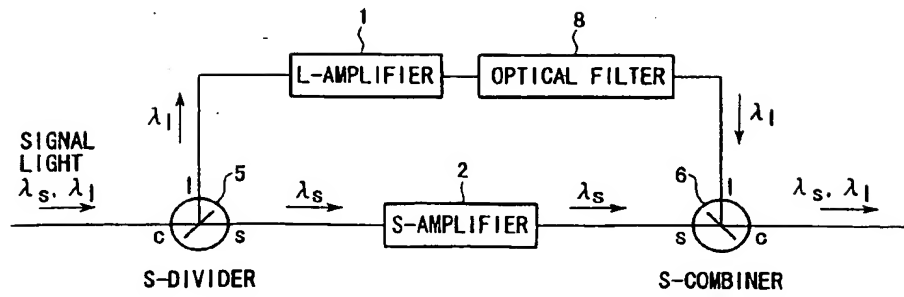 1
8
L-AMPLIFIER
OPTICAL FILTER
λl
λl
SIGNAL
LIGHT
λs, λl
l
5
λs
2
λs
6
l
λs, λl
c
s
S-AMPLIFIER
s
c
S-DIVIDER
S-COMBINER